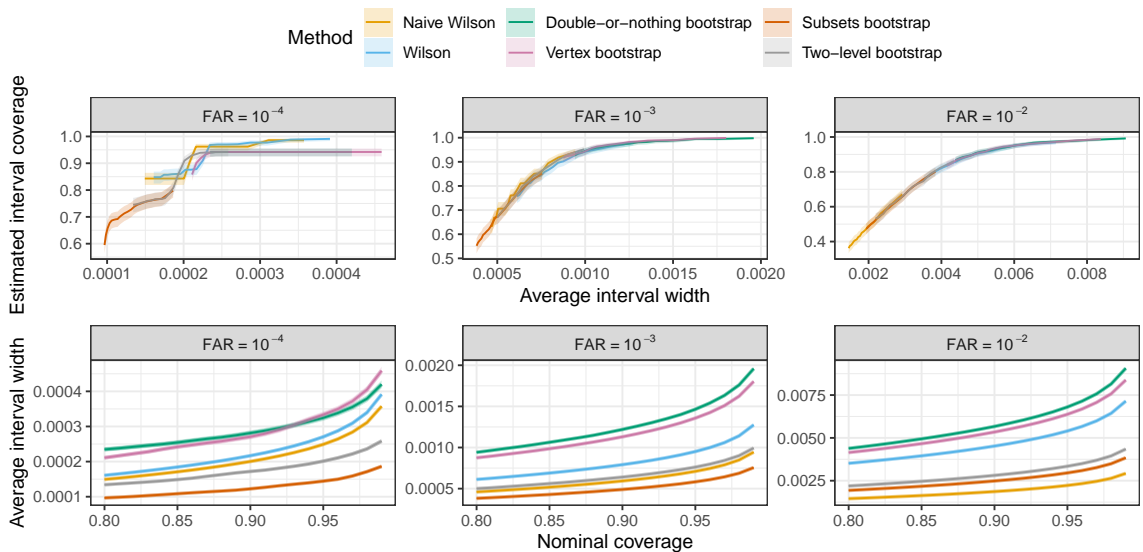 Method Naive Wilson Double−or−nothing bootstrap Subsets bootstrap
Wilson Vertex bootstrap Two−level bootstrap
Estimated interval coverage
FAR = 10⁻⁴ FAR = 10⁻³ FAR = 10⁻²
1.0
0.9
0.8
0.7
0.6
0.0001 0.0002 0.0003 0.0004
1.0
0.9
0.8
0.7
0.6
0.5
0.0005 0.0010 0.0015 0.0020
1.0
0.8
0.6
0.4
0.002 0.004 0.006 0.008
Average interval width
Average interval width
FAR = 10⁻⁴ FAR = 10⁻³ FAR = 10⁻²
0.0004
0.0003
0.0002
0.0001
0.80 0.85 0.90 0.95
0.0020
0.0015
0.0010
0.0005
0.80 0.85 0.90 0.95
0.0075
0.0050
0.0025
0.80 0.85 0.90 0.95
Nominal coverage